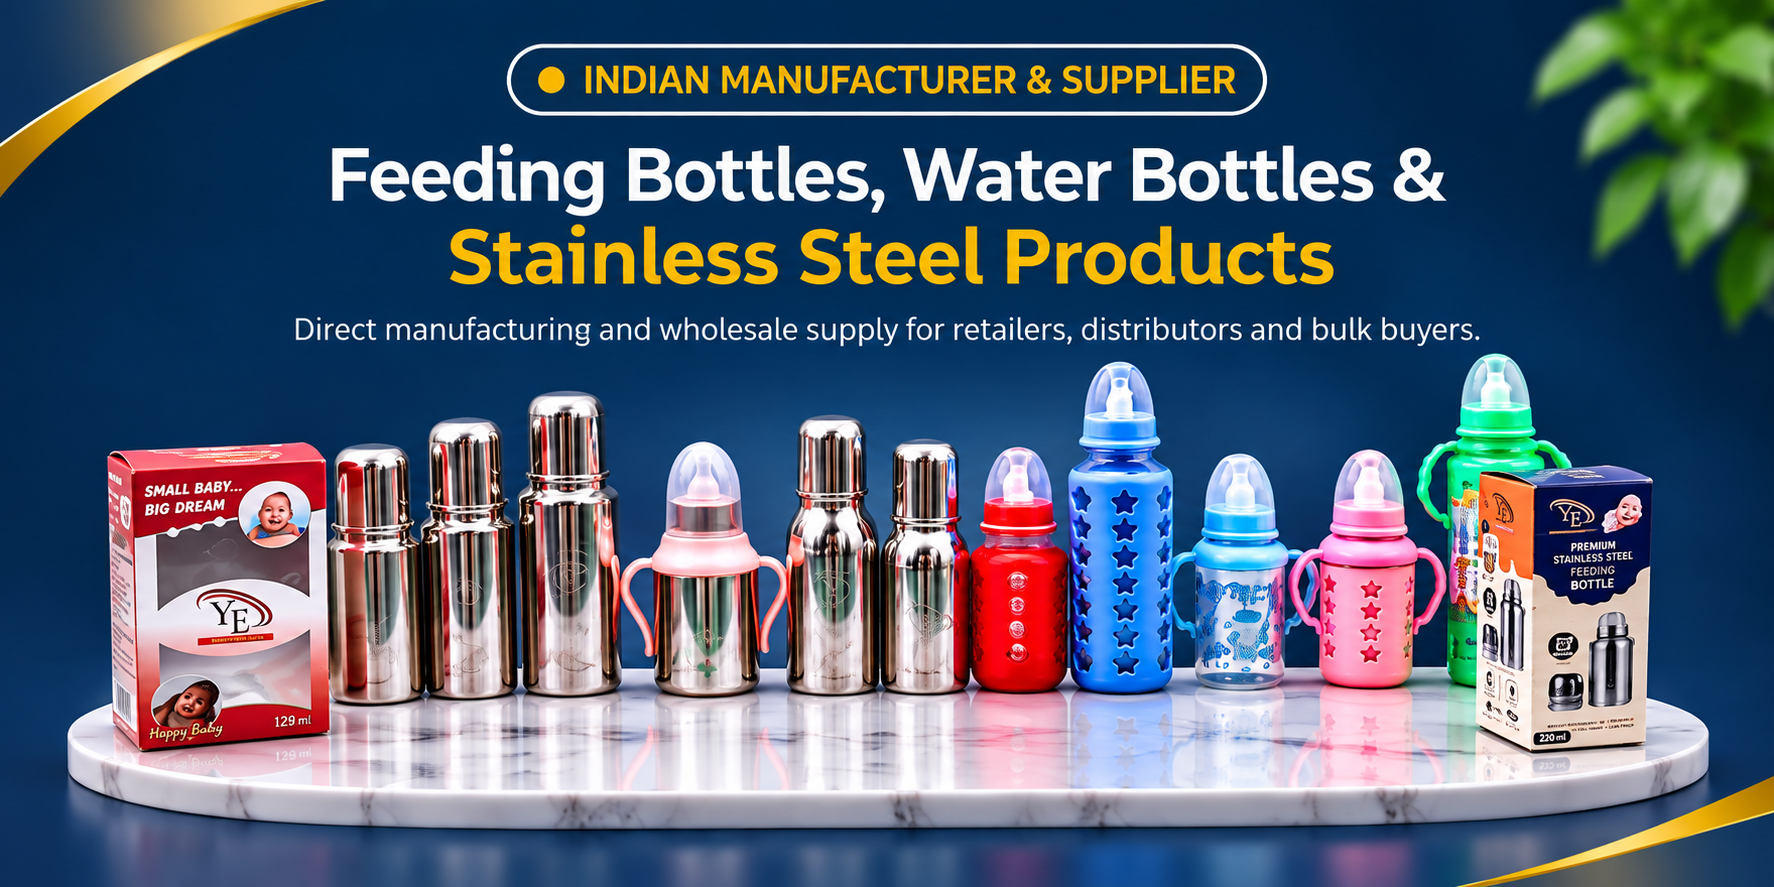 INDIAN MANUFACTURER & SUPPLIER
Feeding Bottles, Water Bottles &
Stainless Steel Products
Direct manufacturing and wholesale supply for retailers, distributors and bulk buyers.
SMALL BABY...
BIG DREAM
YE
Happy Baby
129 ml
YE
YE
PREMIUM
STAINLESS STEEL
FEEDING
BOTTLE
220 ml